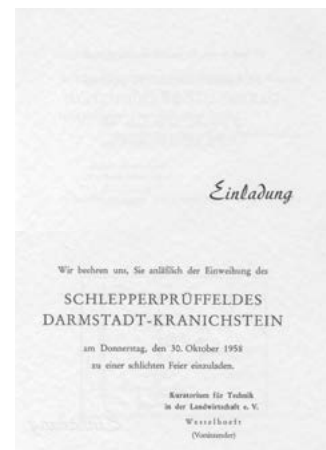 Einladung
Wir beehren uns, Sie anläßlich der Einweihung des
SCHLEPPERPRÜFFELDES
DARMSTADT-KRANICHSTEIN
am Donnerstag, den 30. Oktober 1958
zu einer schlichten Feier einzuladen.
Kuratorium für Technik
in der Landwirtschaft e. V.
Wesselhoeft
(Vorsitzender)